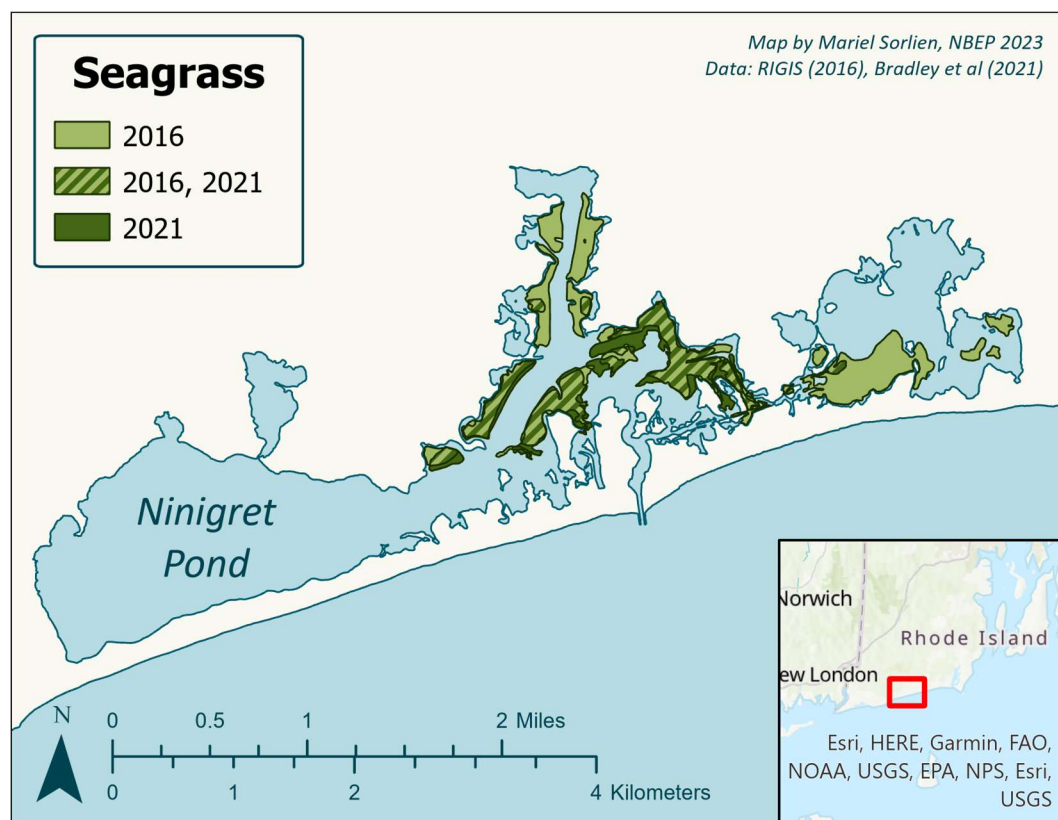 Map by Mariel Sorlien, NBEP 2023
Data: RIGIS (2016), Bradley et al (2021)
Seagrass
2016
2016, 2021
2021
Ninigret
Pond
N
0 0.5 1 2 Miles
0 1 2 4 Kilometers
Norwich
Rhode Island
ew London
Esri, HERE, Garmin, FAO,
NOAA, USGS, EPA, NPS, Esri,
USGS